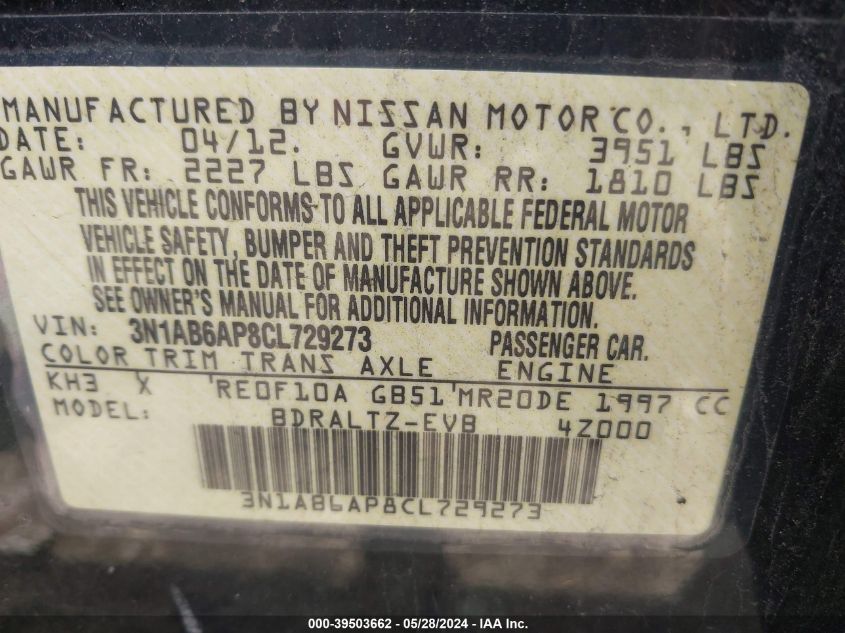 MANUFACTURED BY NISSAN MOTOR CO., LTD.
DATE: 04/12. GVWR: 3951 LBS
GAWR FR: 2227 LBS GAWR RR: 1810 LBS
THIS VEHICLE CONFORMS TO ALL APPLICABLE FEDERAL MOTOR
VEHICLE SAFETY, BUMPER AND THEFT PREVENTION STANDARDS
IN EFFECT ON THE DATE OF MANUFACTURE SHOWN ABOVE.
SEE OWNER'S MANUAL FOR ADDITIONAL INFORMATION.
VIN: 3N1AB6AP8CL729273 PASSENGER CAR.
COLOR TRIM TRANS AXLE ENGINE
KH3 X RE0F10A GB51 MR20DE 1997 CC
MODEL: BDRALTZ-EVB 4Z000
3N1AB6AP8CL729273
000-39503662 / 05/28/2024 - IAA Inc.